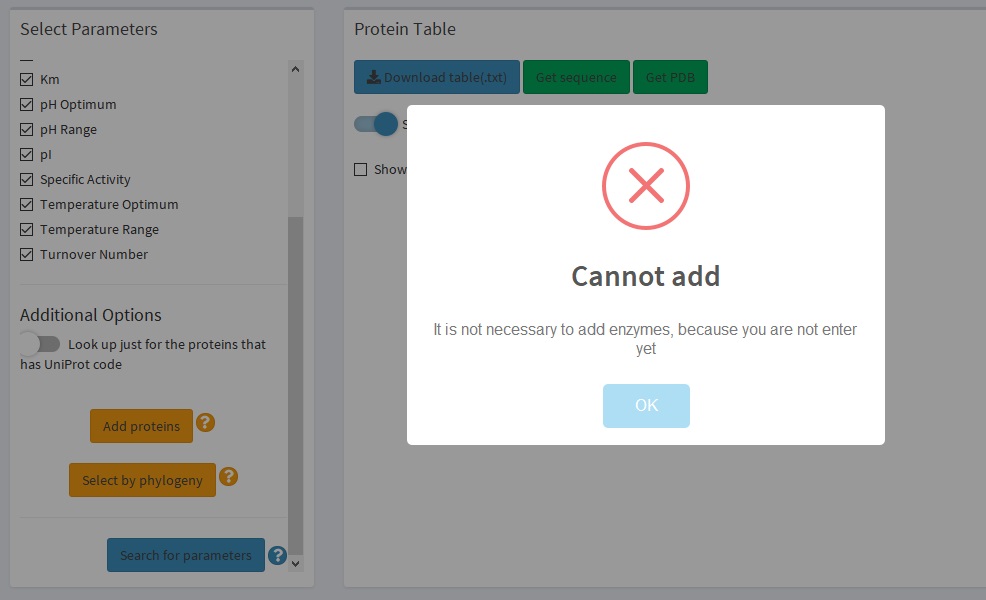 Select Parameters
Km
pH Optimum
pH Range
pI
Specific Activity
Temperature Optimum
Temperature Range
Turnover Number
Additional Options
Look up just for the proteins that
has UniProt code
Add proteins
Select by phylogeny
Search for parameters
Protein Table
Download table(.txt)
Get sequence
Get PDB
S
Show
Cannot add
It is not necessary to add enzymes, because you are not enter
yet
OK